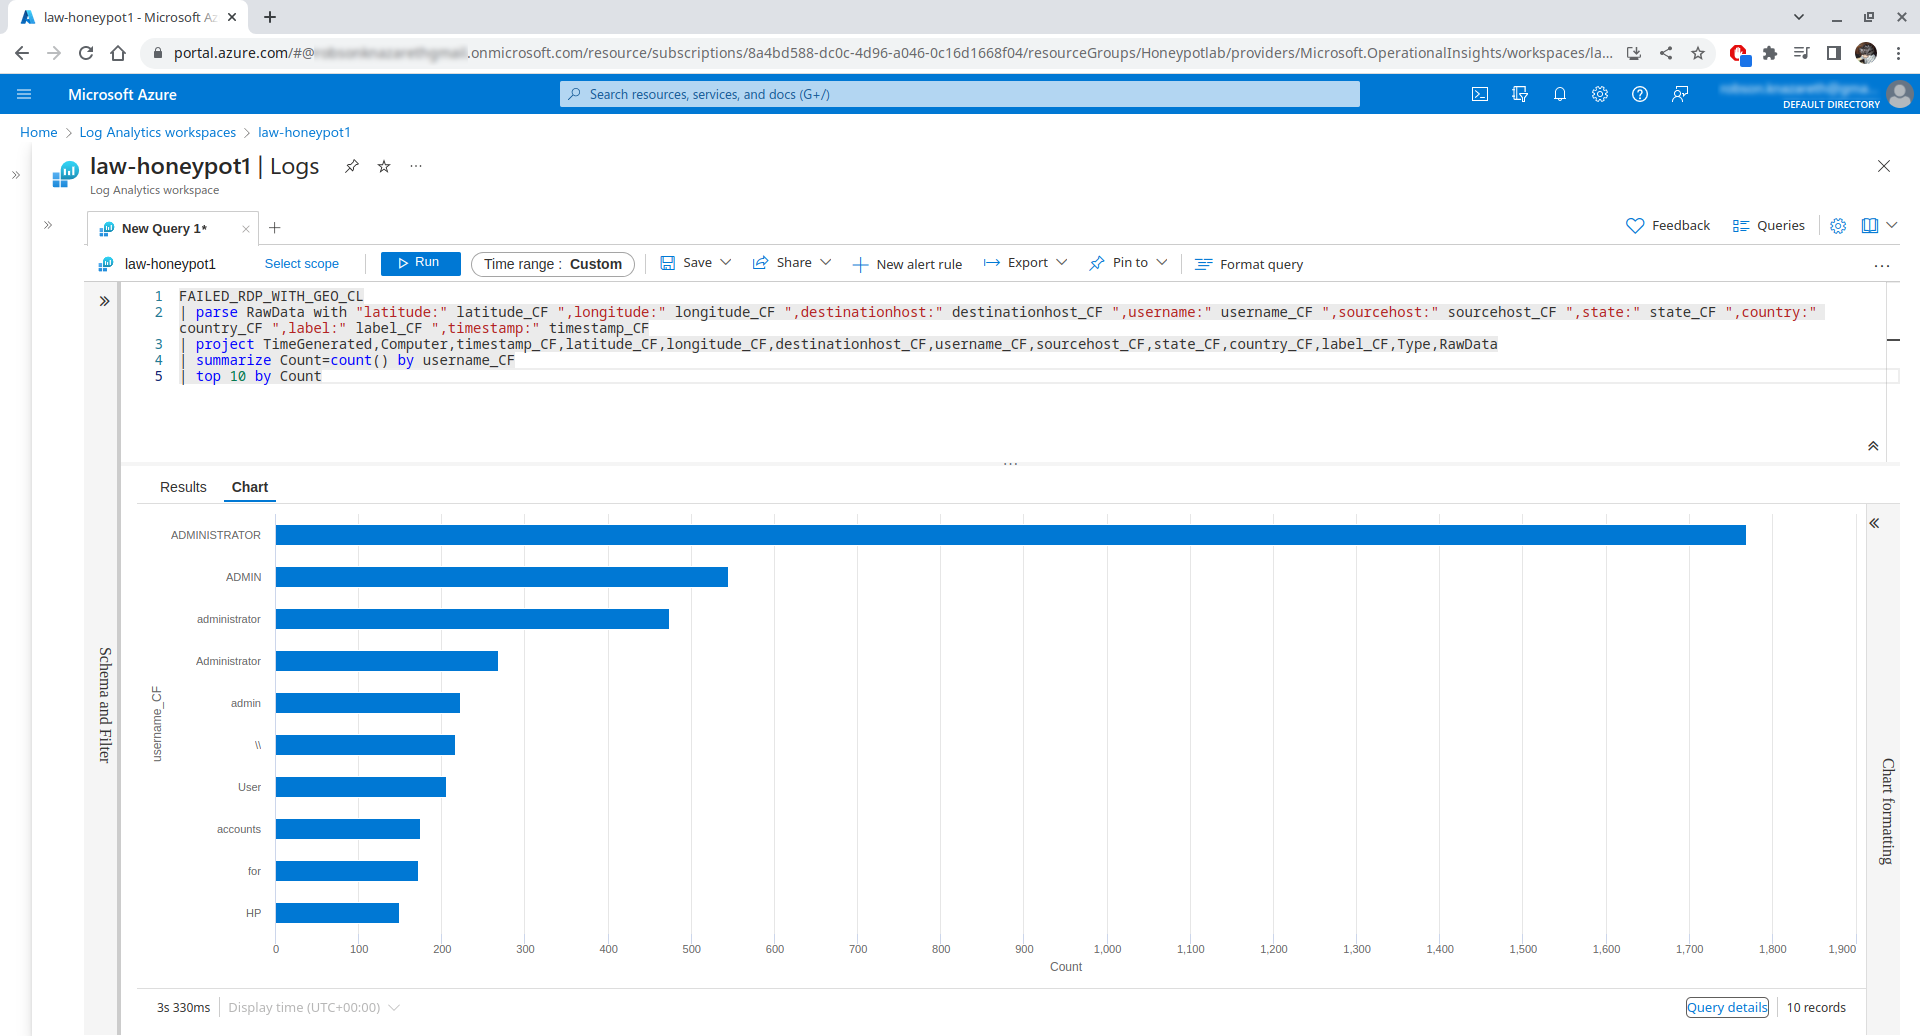 law-honeypot1 - Microsoft Az
portal.azure.com/#@ .onmicrosoft.com/resource/subscriptions/8a4bd588-dc0c-4d96-a046-0c16d1668f04/resourceGroups/Honeypotlab/providers/Microsoft.OperationalInsights/workspaces/la...
Microsoft Azure
Search resources, services, and docs (G+/)
DEFAULT DIRECTORY
Home > Log Analytics workspaces > law-honeypot1
law-honeypot1 | Logs
Log Analytics workspace
New Query 1*
Feedback
Queries
law-honeypot1
Select scope
Run
Time range : Custom
Save
Share
New alert rule
Export
Pin to
Format query
1 FAILED_RDP_WITH_GEO_CL
2 | parse RawData with "latitude:" latitude_CF ",longitude:" longitude_CF ",destinationhost:" destinationhost_CF ",username:" username_CF ",sourcehost:" sourcehost_CF ",state:" state_CF ",country:"
country_CF ",label:" label_CF ",timestamp:" timestamp_CF
3 | project TimeGenerated,Computer,timestamp_CF,latitude_CF,longitude_CF,destinationhost_CF,username_CF,sourcehost_CF,state_CF,country_CF,label_CF,Type,RawData
4 | summarize Count=count() by username_CF
5 | top 10 by Count
Schema and Filter
Results
Chart
username_CF
ADMINISTRATOR
ADMIN
administrator
Administrator
admin
\\
User
accounts
for
HP
0 100 200 300 400 500 600 700 800 900 1,000 1,100 1,200 1,300 1,400 1,500 1,600 1,700 1,800 1,900
Count
Chart formatting
3s 330ms
Display time (UTC+00:00)
Query details
10 records